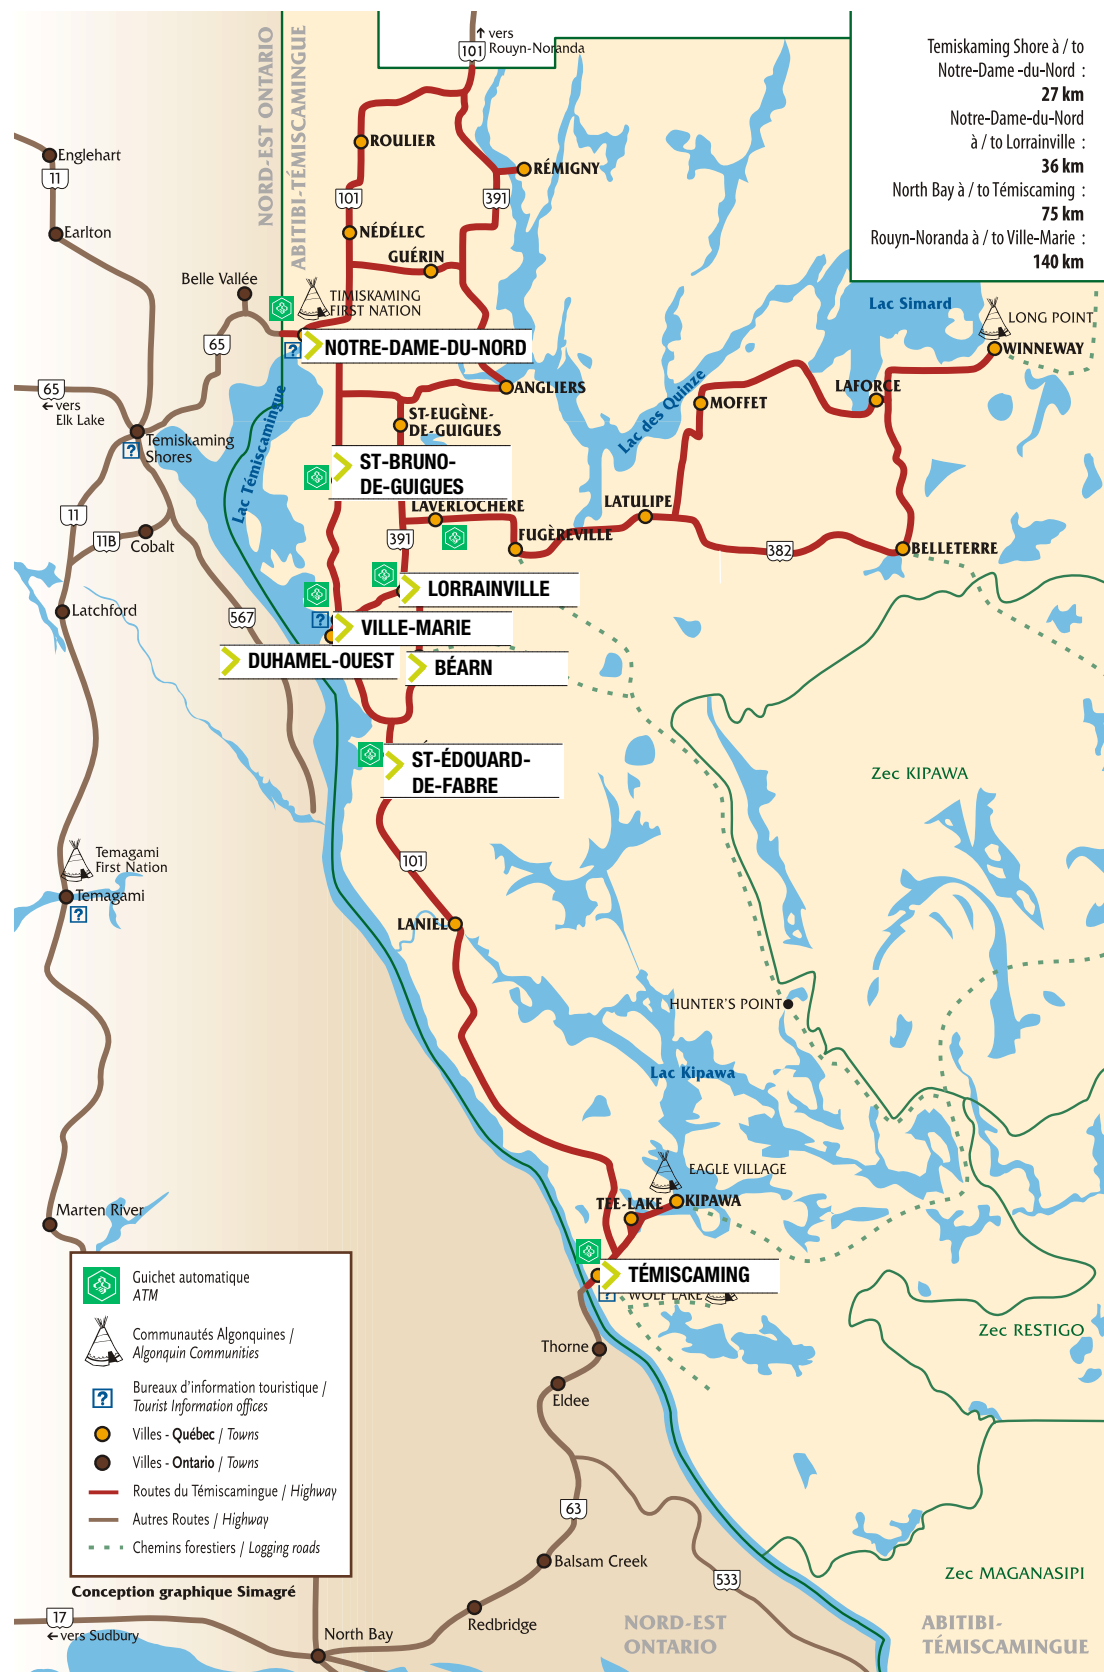 ↑ vers
Rouyn-Noranda
101
NORD-EST ONTARIO
ABITIBI-TÉMISCAMINGUE
Temiskaming Shore à / to
Notre-Dame -du-Nord :
27 km
Notre-Dame-du-Nord
à / to Lorrainville :
36 km
North Bay à / to Témiscaming :
75 km
Rouyn-Noranda à / to Ville-Marie :
140 km
ROULIER
Englehart
RÉMIGNY
11
101
391
Earlton
NÉDÉLEC
GUÉRIN
Belle Vallée
TIMISKAMING
FIRST NATION
Lac Simard
LONG POINT
65
NOTRE-DAME-DU-NORD
WINNEWAY
65
← vers
Elk Lake
ANGLIERS
LAFORCE
MOFFET
Lac des Quinze
Lac Témiscamingue
ST-EUGÈNE-
DE-GUIGUES
Temiskaming
Shores
ST-BRUNO-
DE-GUIGUES
LAVERLOCHÈRE
LATULIPE
11
11B
Cobalt
391
FUGÈREVILLE
382
BELLETERRE
LORRAINVILLE
Latchford
567
VILLE-MARIE
DUHAMEL-OUEST
BÉARN
ST-ÉDOUARD-
DE-FABRE
Zec KIPAWA
101
Temagami
First Nation
Temagami
LANIEL
HUNTER'S POINT
Lac Kipawa
EAGLE VILLAGE
TEE-LAKE
KIPAWA
Marten River
TÉMISCAMING
WOLF LAKE
Zec RESTIGO
Thorne
Eldee
Guichet automatique
ATM
Communautés Algonquines /
Algonquin Communities
?
Bureaux d'information touristique /
Tourist Information offices
Villes - Québec / Towns
Villes - Ontario / Towns
Routes du Témiscamingue / Highway
Autres Routes / Highway
Chemins forestiers / Logging roads
Conception graphique Simagré
63
Balsam Creek
533
Zec MAGANASIPI
17
← vers Sudbury
Redbridge
North Bay
NORD-EST
ONTARIO
ABITIBI-
TÉMISCAMINGUE